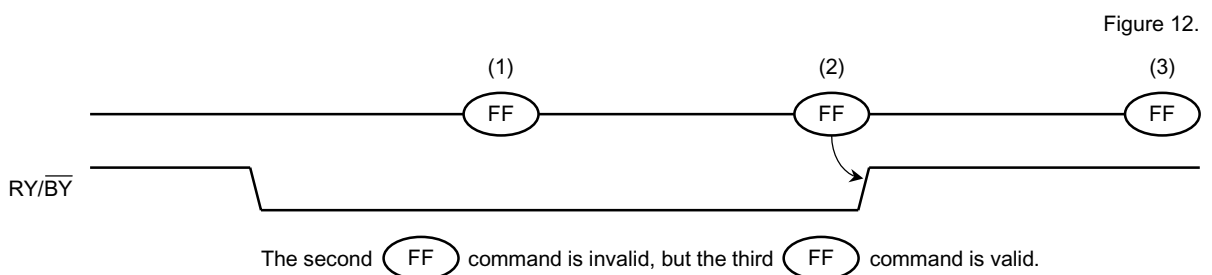 Figure 12.
(1) (2) (3)
FF FF FF
RY/BY
The second FF command is invalid, but the third FF command is valid.